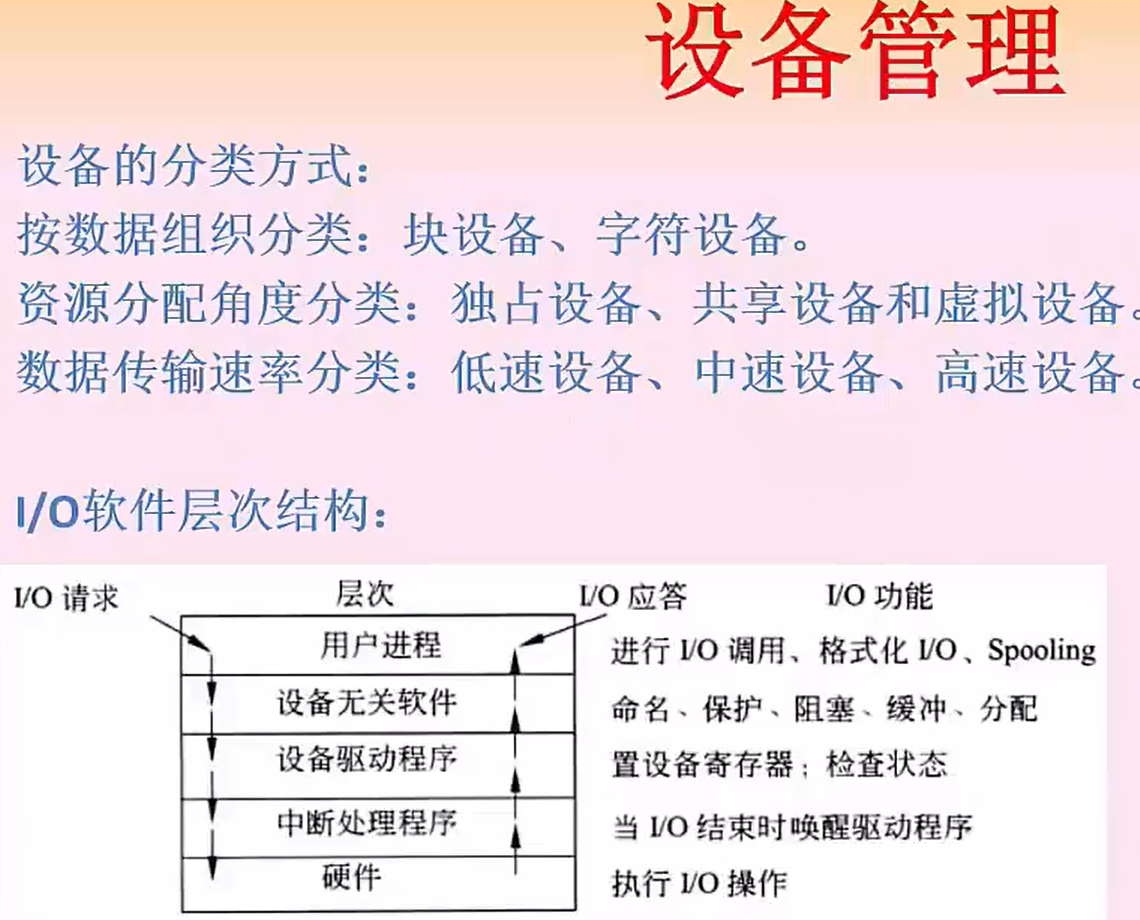 设备管理
设备的分类方式：
按数据组织分类：块设备、字符设备。
资源分配角度分类：独占设备、共享设备和虚拟设备。
数据传输速率分类：低速设备、中速设备、高速设备。
I/O软件层次结构：
I/O 请求 层次 I/O 应答 I/O 功能
用户进程 进行 I/O 调用、格式化 I/O、Spooling
设备无关软件 命名、保护、阻塞、缓冲、分配
设备驱动程序 置设备寄存器；检查状态
中断处理程序 当 I/O 结束时唤醒驱动程序
硬件 执行 I/O 操作